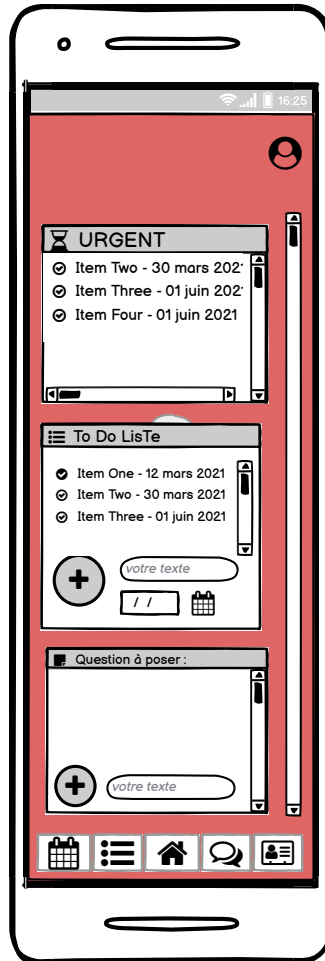 16:25
URGENT
Item Two - 30 mars 202
Item Three - 01 juin 202
Item Four - 01 juin 2021
To Do LisTe
Item One - 12 mars 2021
Item Two - 30 mars 2021
Item Three - 01 juin 2021
votre texte
/ /
Question à poser :
votre texte